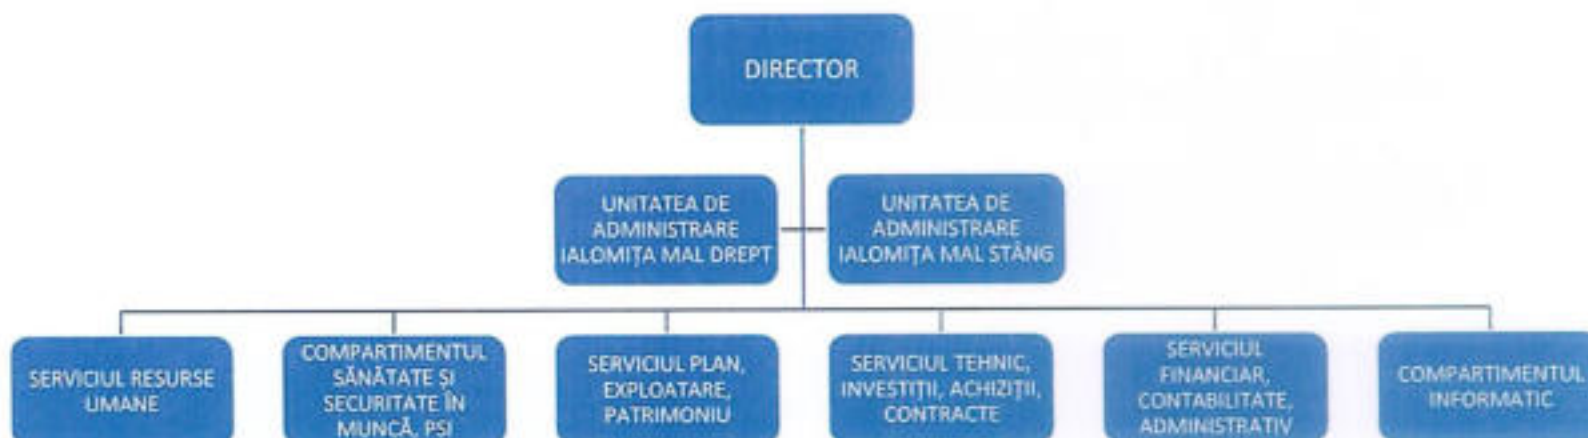 DIRECTOR
UNITATEA DE
ADMINISTRARE
IALOMIȚA MAL DREPT
UNITATEA DE
ADMINISTRARE
IALOMIȚA MAL STÂNG
SERVICIUL RESURSE
UMANE
COMPARTIMENTUL
SĂNĂTATE ȘI
SECURITATE ÎN
MUNCĂ, PSI
SERVICIUL PLAN,
EXPLOATARE,
PATRIMONIU
SERVICIUL TEHNIC,
INVESTIȚII, ACHIZIȚII,
CONTRACTE
SERVICIUL
FINANCIAR,
CONTABILITATE,
ADMINISTRATIV
COMPARTIMENTUL
INFORMATIC